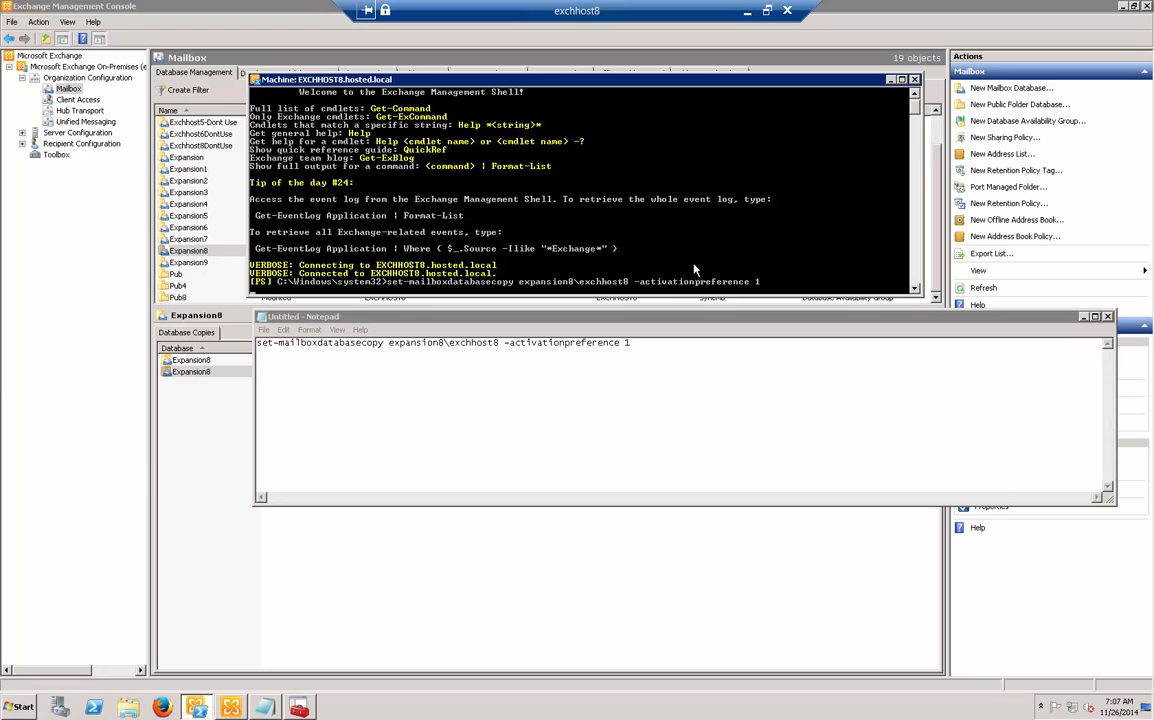 Exchange Management Console
exchhost8
File Action View Help
Microsoft Exchange
Microsoft Exchange On-Premises (e
Organization Configuration
Mailbox
Client Access
Hub Transport
Unified Messaging
Server Configuration
Recipient Configuration
Toolbox
Mailbox
19 objects
Database Management
Create Filter
Name
Exchhost5-Dont Use
Exchhost6DontUse
Exchhost8DontUse
Expansion
Expansion1
Expansion2
Expansion3
Expansion4
Expansion5
Expansion6
Expansion7
Expansion8
Expansion9
Pub
Pub4
Pub8
Expansion8
Database Copies
Database
Expansion8
Expansion8
Machine: EXCHHOST8.hosted.local
Welcome to the Exchange Management Shell!
Full list of cmdlets: Get-Command
Only Exchange cmdlets: Get-ExCommand
Cmdlets that match a specific string: Help *<string>*
Get general help: Help
Get help for a cmdlet: Help <cmdlet name> or <cmdlet name> -?
Show quick reference guide: QuickRef
Exchange team blog: Get-ExBlog
Show full output for a command: <command> | Format-List
Tip of the day #24:
Access the event log from the Exchange Management Shell. To retrieve the whole event log, type:
Get-EventLog Application | Format-List
To retrieve all Exchange-related events, type:
Get-EventLog Application | Where { $_.Source -Ilike "*Exchange*" }
VERBOSE: Connecting to EXCHHOST8.hosted.local
VERBOSE: Connected to EXCHHOST8.hosted.local.
[PS] C:\Windows\system32>set-mailboxdatabasecopy expansion8\exchhost8 -activationpreference 1
Untitled - Notepad
File Edit Format View Help
set-mailboxdatabasecopy expansion8\exchhost8 -activationpreference 1
Actions
Mailbox
New Mailbox Database...
New Public Folder Database...
New Database Availability Group...
New Sharing Policy...
New Address List...
New Retention Policy Tag...
Port Managed Folder...
New Retention Policy...
New Offline Address Book...
New Address Book Policy...
Export List...
View
Refresh
Help
Properties
Help
Start
7:07 AM
11/26/2014